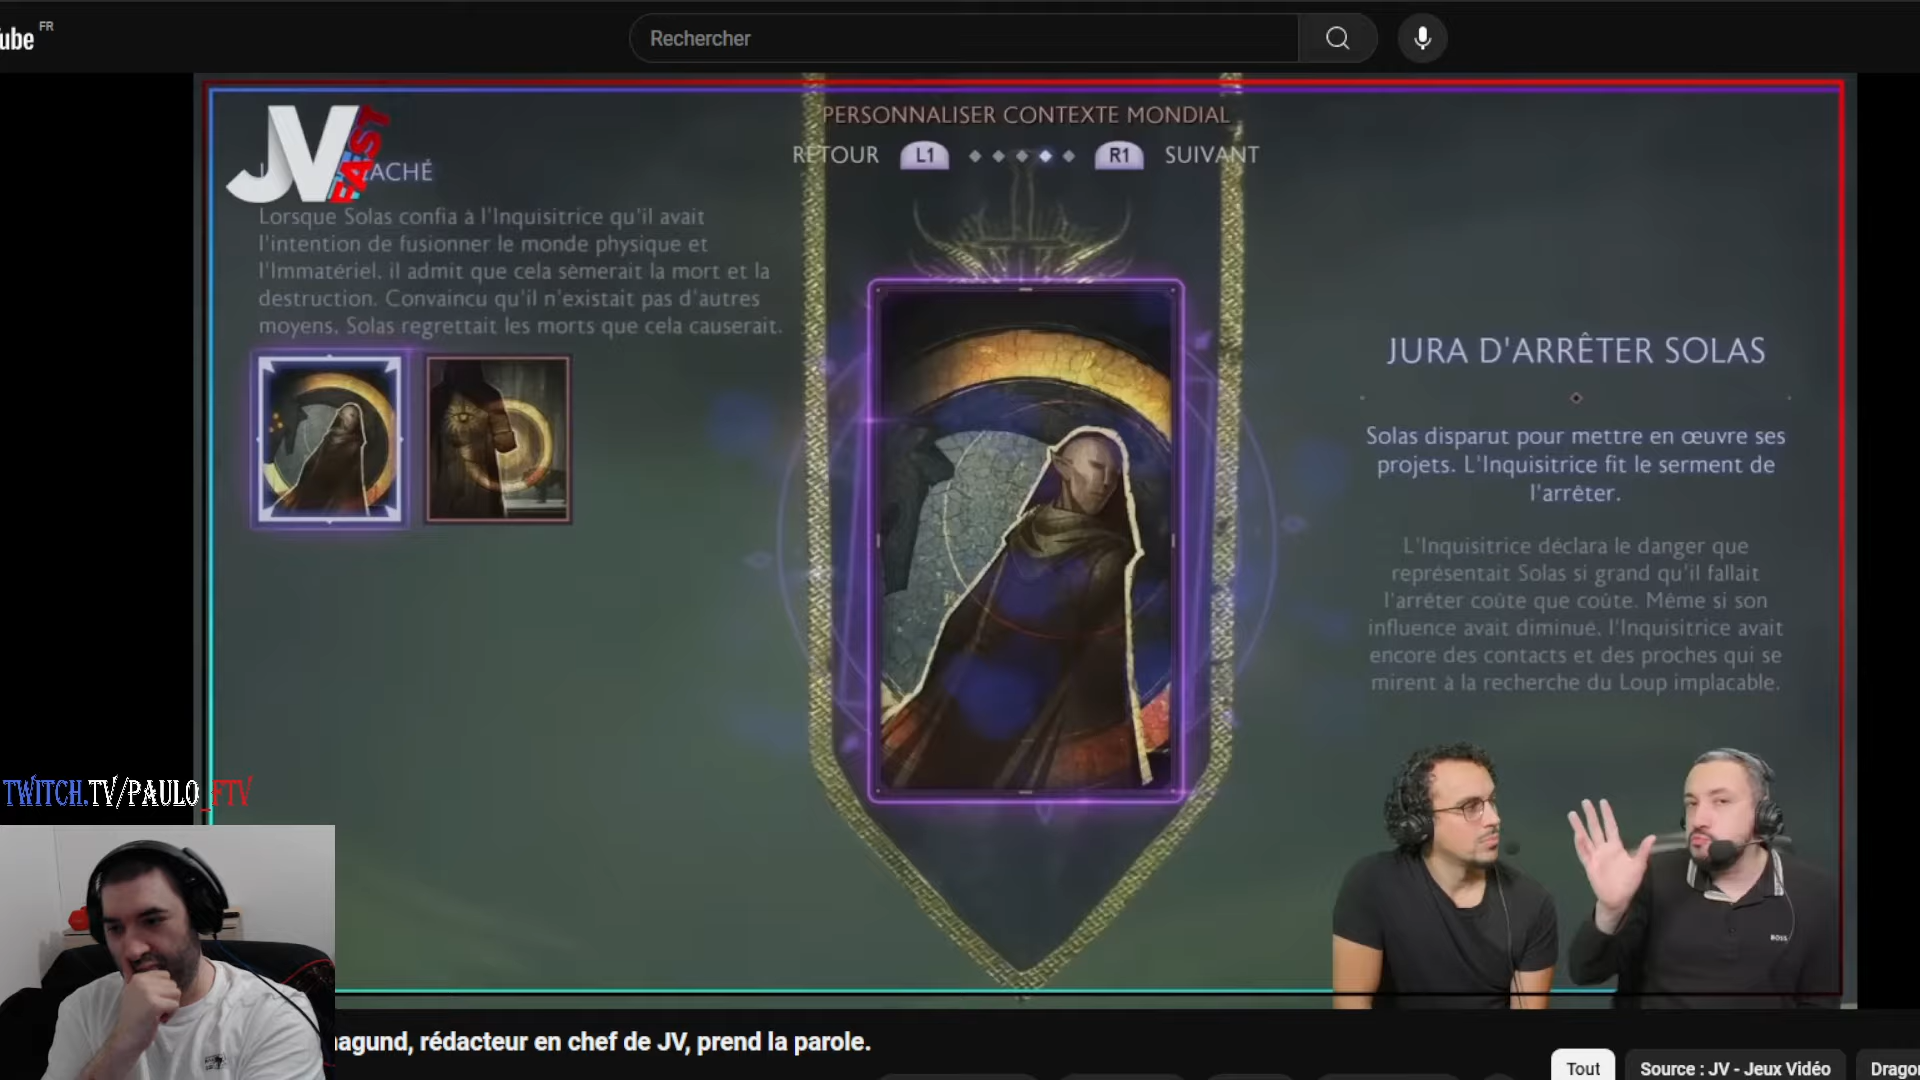 ube FR
Rechercher
JV
FAST
ACHÉ
PERSONNALISER CONTEXTE MONDIAL
RETOUR L1 R1 SUIVANT
Lorsque Solas confia à l'Inquisitrice qu'il avait
l'intention de fusionner le monde physique et
l'Immatériel, il admit que cela sèmerait la mort et la
destruction. Convaincu qu'il n'existait pas d'autres
moyens, Solas regrettait les morts que cela causerait.
JURA D'ARRÊTER SOLAS
Solas disparut pour mettre en œuvre ses
projets. L'Inquisitrice fit le serment de
l'arrêter.
L'Inquisitrice déclara le danger que
représentait Solas si grand qu'il fallait
l'arrêter coûte que coûte. Même si son
influence avait diminué, l'Inquisitrice avait
encore des contacts et des proches qui se
mirent à la recherche du Loup implacable.
TWITCH.TV/PAULO_FTV
BOSS
agund, rédacteur en chef de JV, prend la parole.
Tout
Source : JV - Jeux Vidéo
Drago